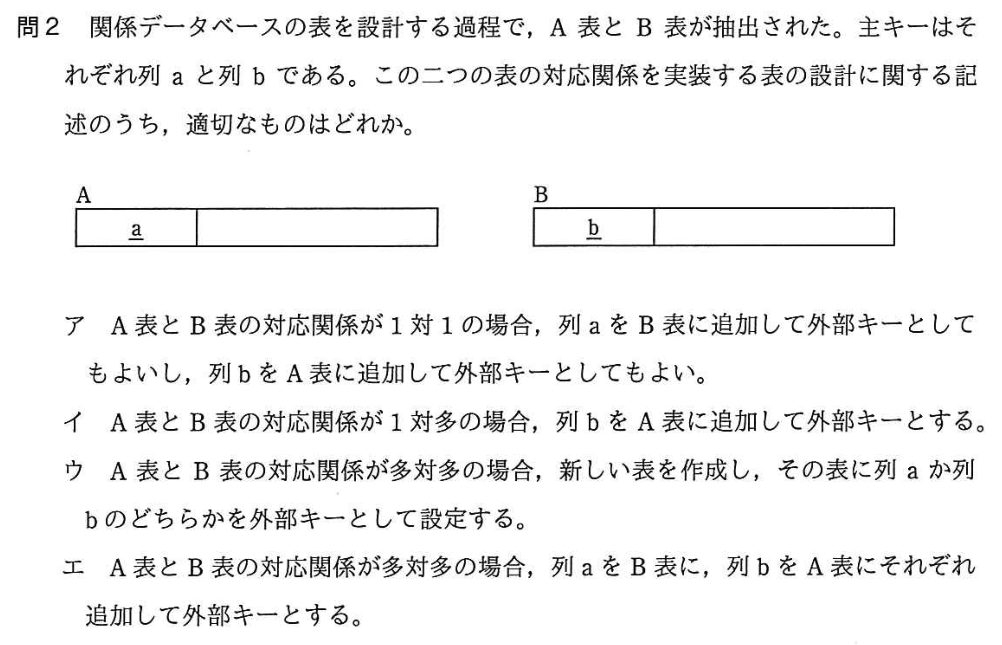 問2 関係データベースの表を設計する過程で，A 表と B 表が抽出された。主キーはそ
れぞれ列 a と列 b である。この二つの表の対応関係を実装する表の設計に関する記
述のうち，適切なものはどれか。
A B
a b
ア A 表と B 表の対応関係が1対1の場合，列 a を B 表に追加して外部キーとして
もよいし，列 b を A 表に追加して外部キーとしてもよい。
イ A 表と B 表の対応関係が1対多の場合，列 b を A 表に追加して外部キーとする。
ウ A 表と B 表の対応関係が多対多の場合，新しい表を作成し，その表に列 a か列
b のどちらかを外部キーとして設定する。
エ A 表と B 表の対応関係が多対多の場合，列 a を B 表に，列 b を A 表にそれぞれ
追加して外部キーとする。